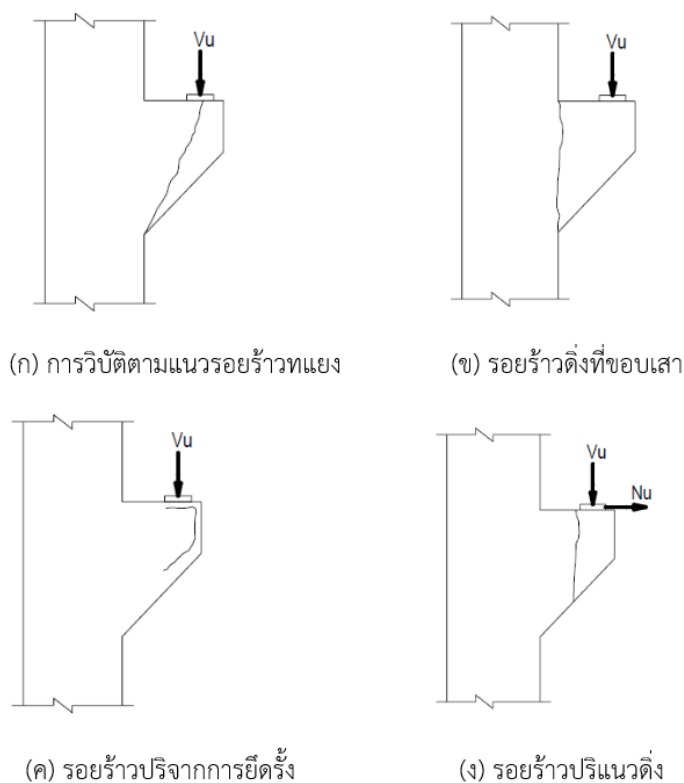 Vu
Vu
(ก) การวิบัติตามแนวรอยร้าวทแยง
(ข) รอยร้าวดิ่งที่ขอบเสา
Vu
Vu
Nu
(ค) รอยร้าวปริจากการยึดรั้ง
(ง) รอยร้าวปริแนวดิ่ง